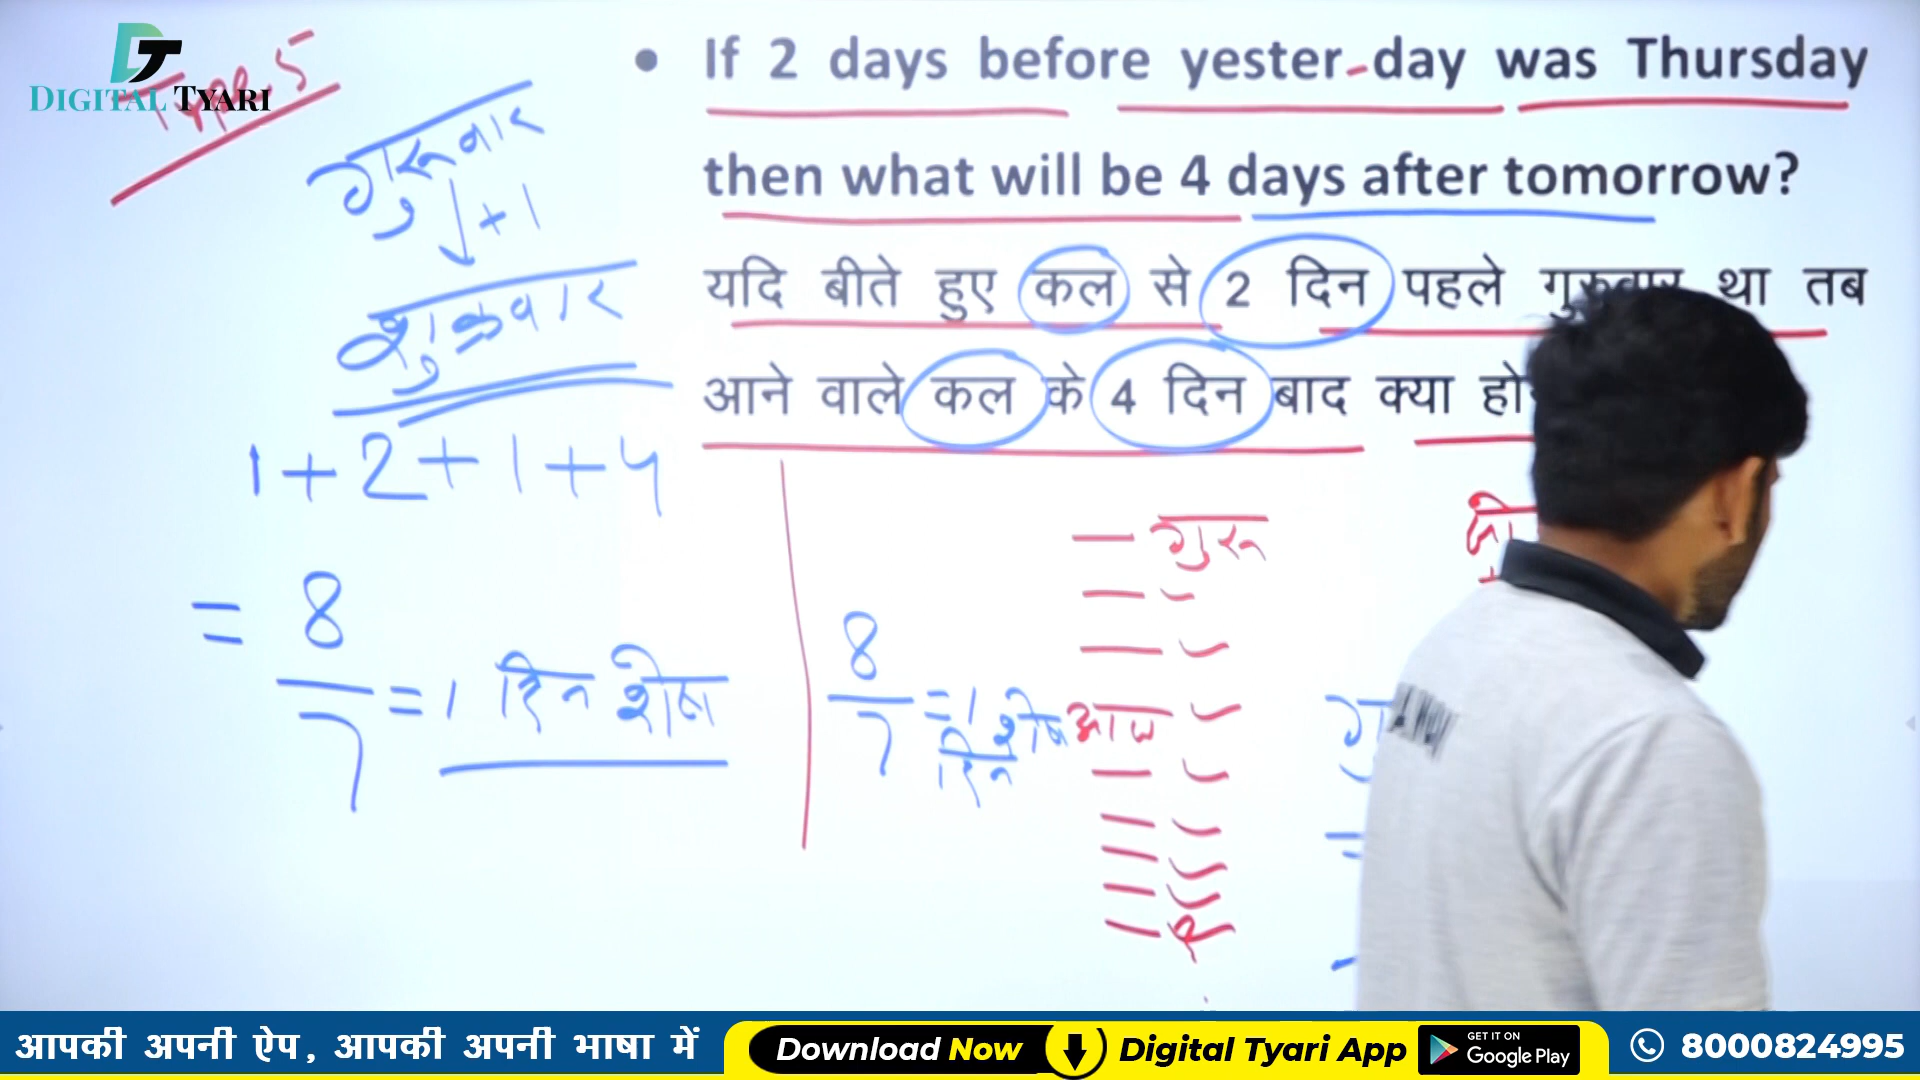 DT
DIGITAL TYARI
Type 5
• If 2 days before yester-day was Thursday
then what will be 4 days after tomorrow?
यदि बीते हुए कल से 2 दिन पहले गुरुवार था तब
आने वाले कल के 4 दिन बाद क्या हो
गुरूवार
+1
शुक्रवार
1+2+1+4
= 8
7
= 1 दिन शेष
8
7
= 1 शेष
दिन
गुरू
आज
आपकी अपनी ऐप, आपकी अपनी भाषा में
Download Now
Digital Tyari App
GET IT ON
Google Play
8000824995